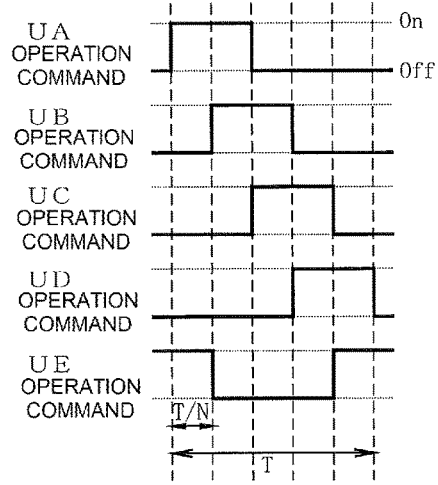 UA
OPERATION
COMMAND
On
Off
UB
OPERATION
COMMAND
UC
OPERATION
COMMAND
UD
OPERATION
COMMAND
UE
OPERATION
COMMAND
T/N
T